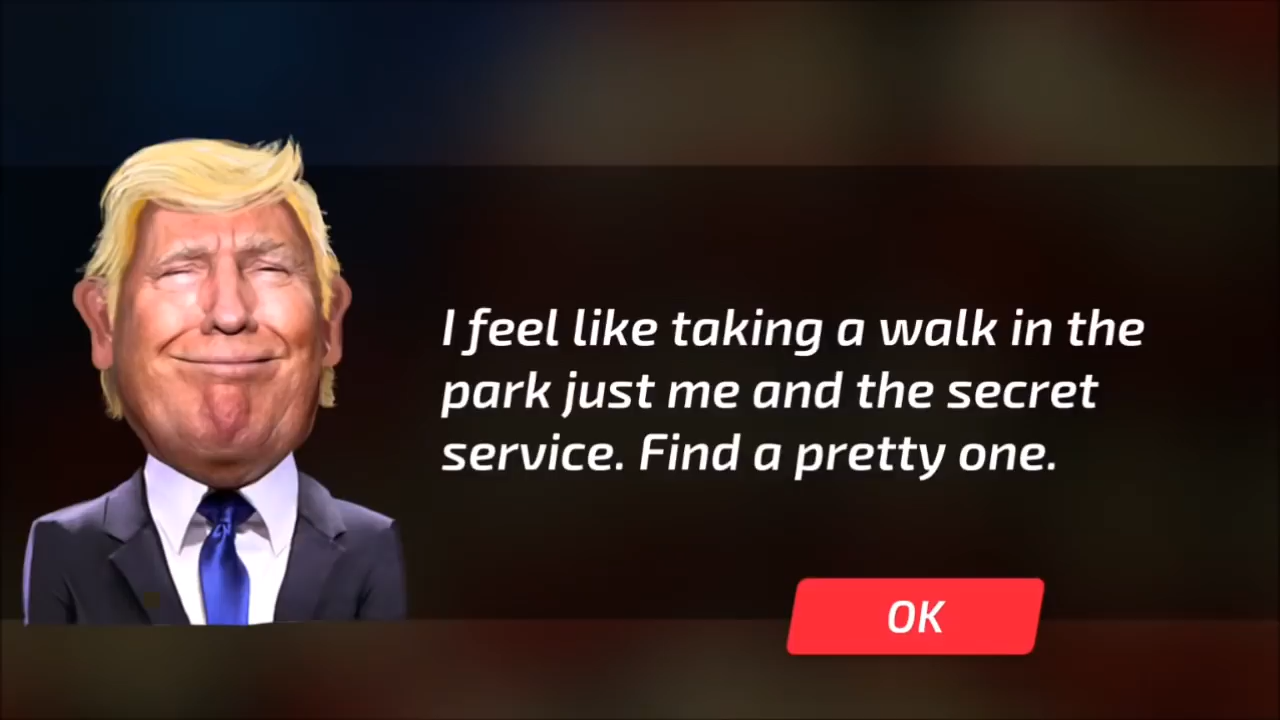 I feel like taking a walk in the
park just me and the secret
service. Find a pretty one.
OK